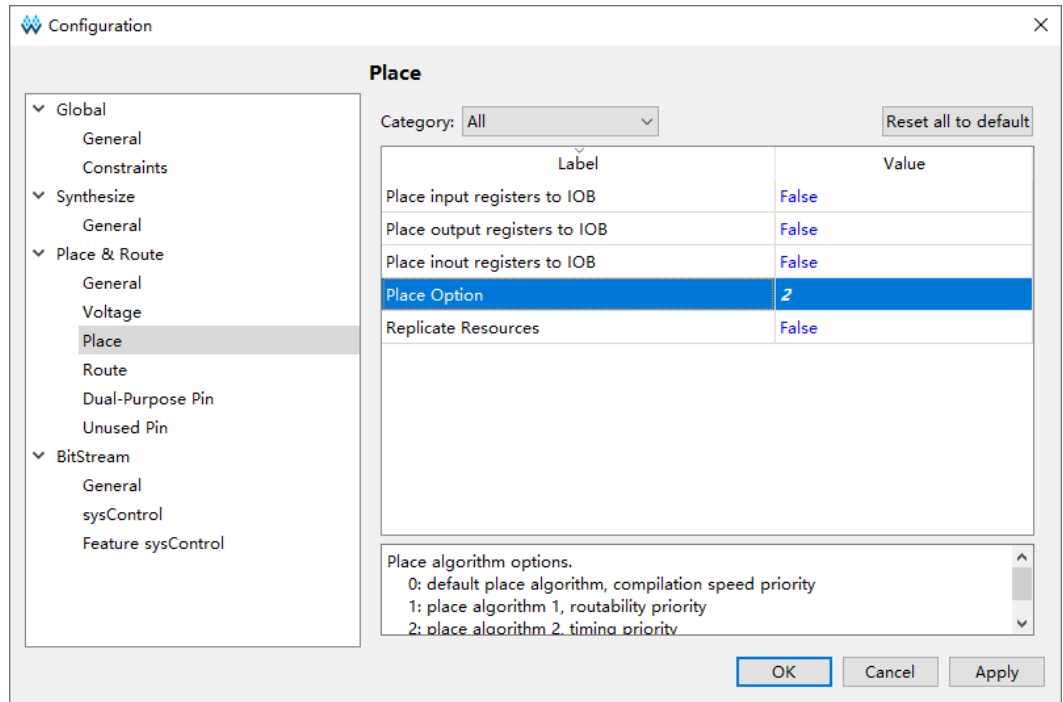 Configuration
Place
Global
General
Constraints
Synthesize
General
Place & Route
General
Voltage
Place
Route
Dual-Purpose Pin
Unused Pin
BitStream
General
sysControl
Feature sysControl
Category: All
Reset all to default
Label Value
Place input registers to IOB False
Place output registers to IOB False
Place inout registers to IOB False
Place Option 2
Replicate Resources False
Place algorithm options.
0: default place algorithm, compilation speed priority
1: place algorithm 1, routability priority
2: place algorithm 2, timing priority
OK Cancel Apply